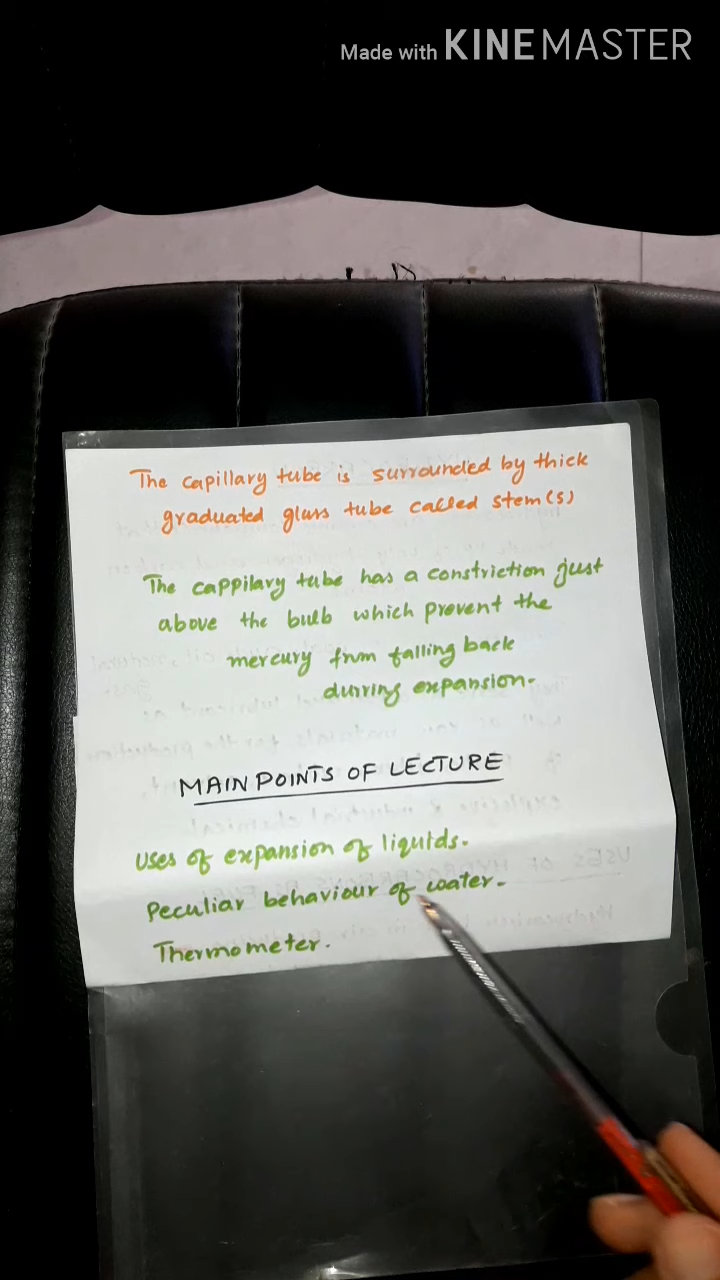 Made with KINEMASTER
The capillary tube is surrounded by thick
graduated glass tube called stem(s)
The cappilary tube has a constriction just
above the bulb which prevent the
mercury from falling back
durring expansion.
MAIN POINTS OF LECTURE
Uses of expansion of liquids.
Peculiar behaviour of water.
Thermometer.